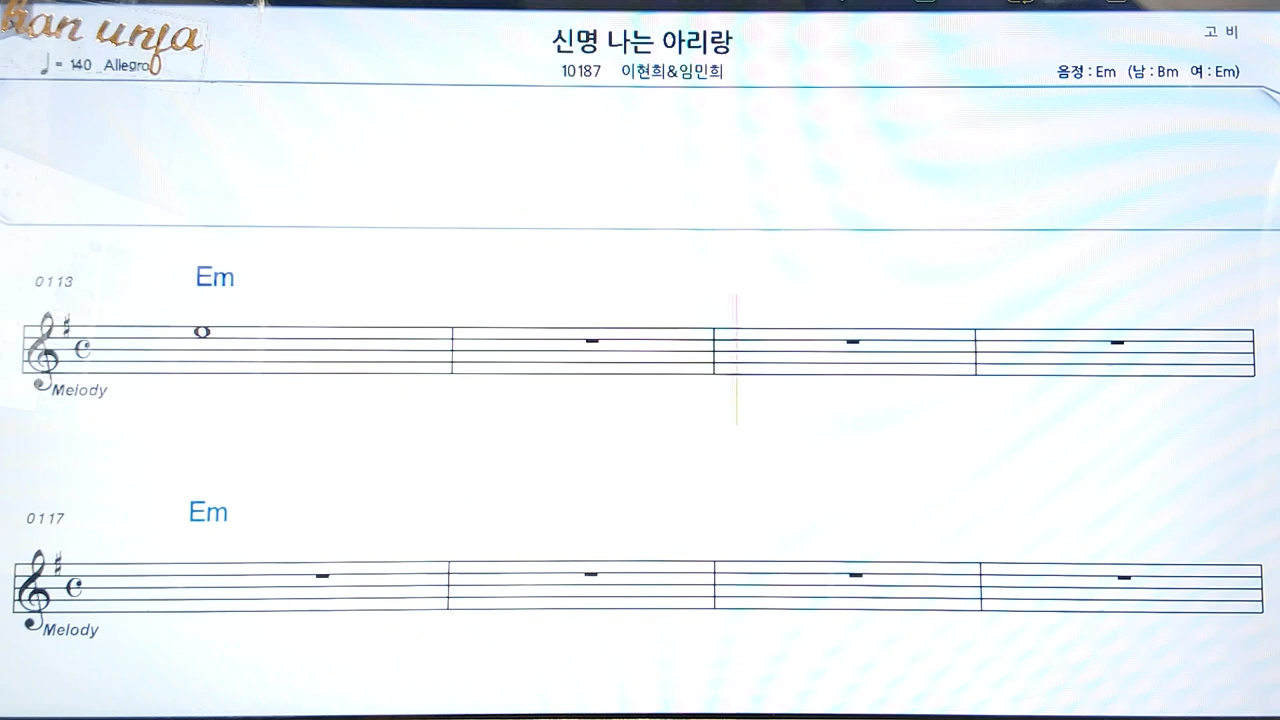 han unja
신명 나는 아리랑
고 비
♩ = 140 Allegro
10187 이현희&임민희
음정 : Em (남 : Bm 여 : Em)
0113 Em
Melody
0117 Em
Melody